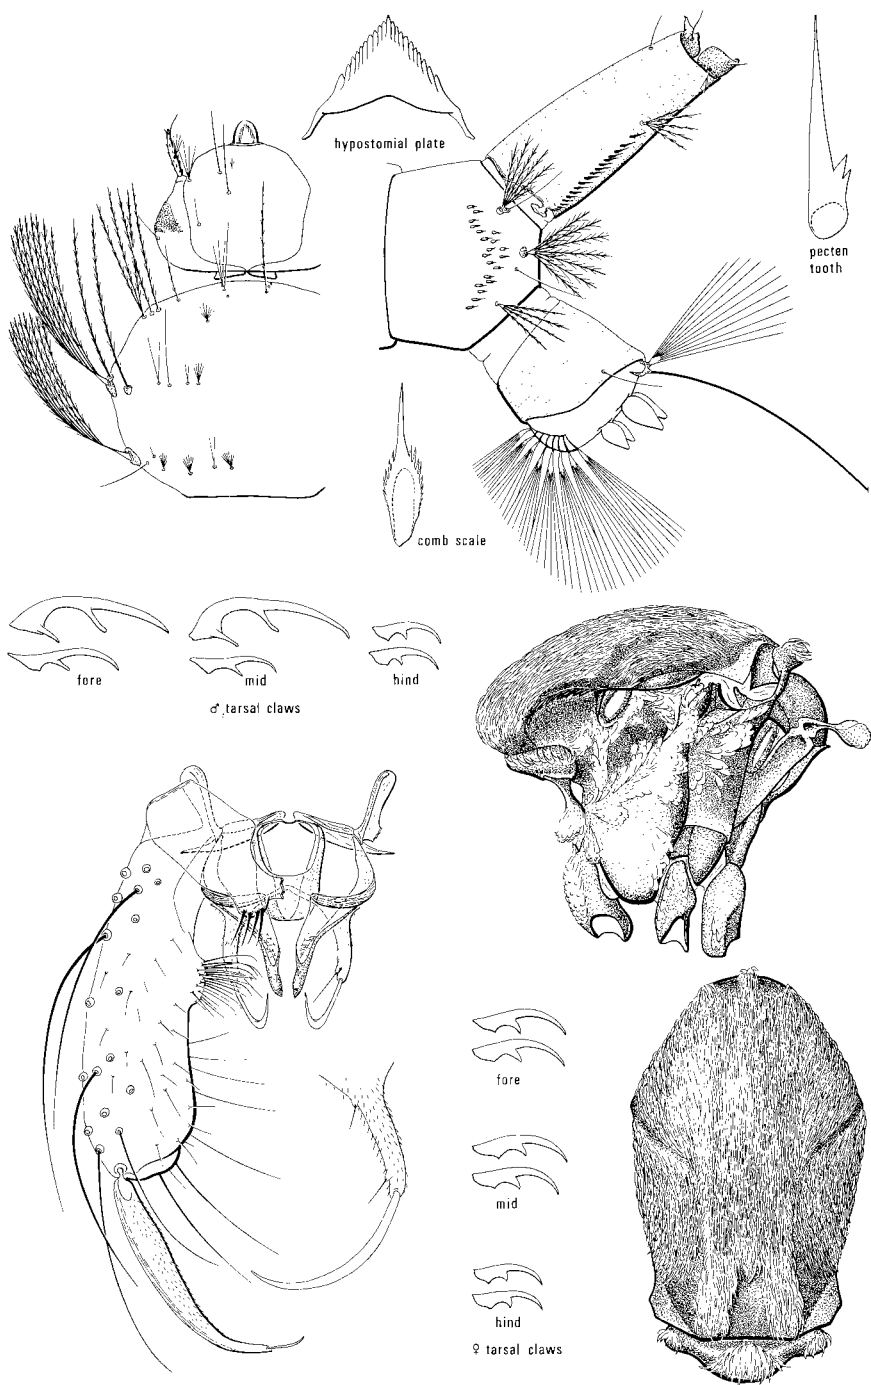 hypostomial plate
pecten
tooth
comb scale
fore
mid
hind
♂ tarsal claws
fore
mid
hind
♀ tarsal claws